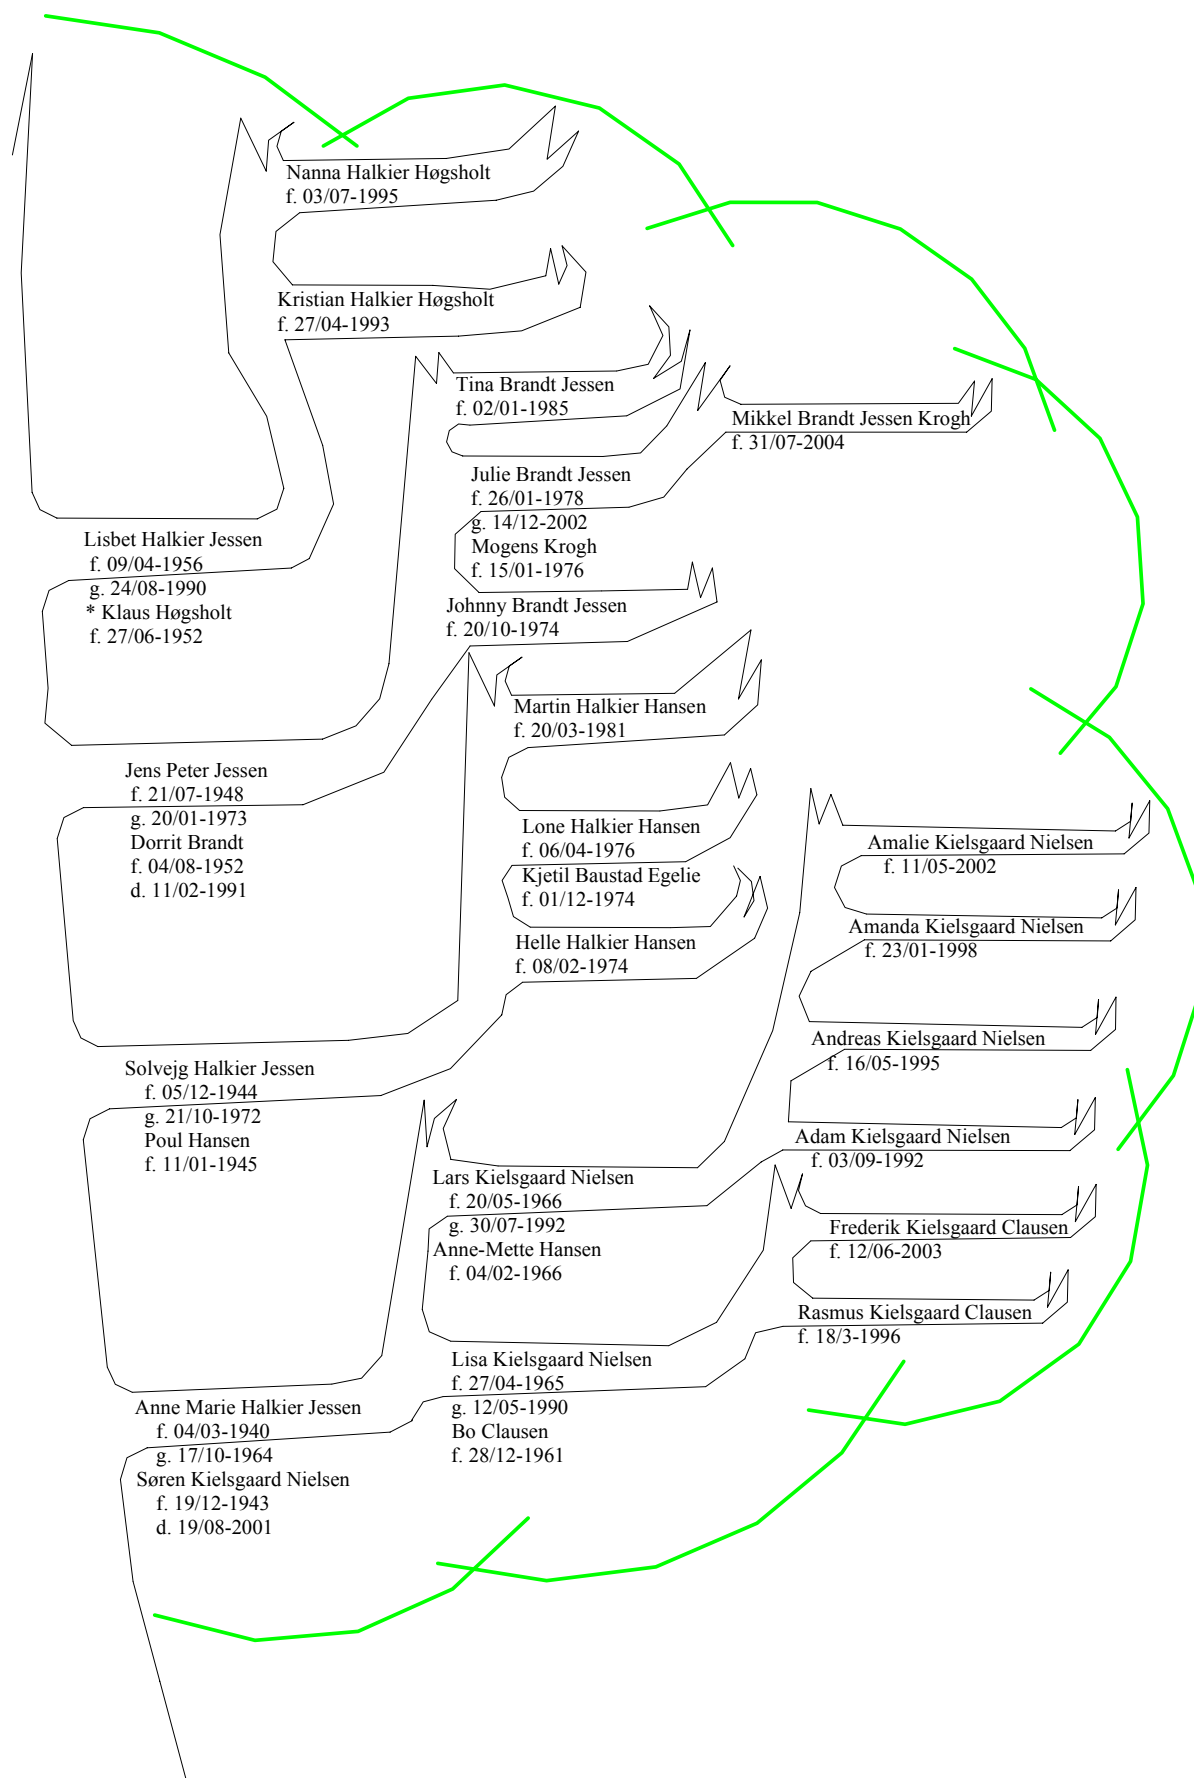 Nanna Halkier Høgsholt
f. 03/07-1995
Kristian Halkier Høgsholt
f. 27/04-1993
Tina Brandt Jessen
f. 02/01-1985
Mikkel Brandt Jessen Krogh
f. 31/07-2004
Julie Brandt Jessen
f. 26/01-1978
g. 14/12-2002
Mogens Krogh
f. 15/01-1976
Lisbet Halkier Jessen
f. 09/04-1956
g. 24/08-1990
* Klaus Høgsholt
f. 27/06-1952
Johnny Brandt Jessen
f. 20/10-1974
Martin Halkier Hansen
f. 20/03-1981
Jens Peter Jessen
f. 21/07-1948
g. 20/01-1973
Dorrit Brandt
f. 04/08-1952
d. 11/02-1991
Lone Halkier Hansen
f. 06/04-1976
Kjetil Baustad Egelie
f. 01/12-1974
Amalie Kielsgaard Nielsen
f. 11/05-2002
Helle Halkier Hansen
f. 08/02-1974
Amanda Kielsgaard Nielsen
f. 23/01-1998
Andreas Kielsgaard Nielsen
f. 16/05-1995
Solvejg Halkier Jessen
f. 05/12-1944
g. 21/10-1972
Poul Hansen
f. 11/01-1945
Adam Kielsgaard Nielsen
f. 03/09-1992
Lars Kielsgaard Nielsen
f. 20/05-1966
g. 30/07-1992
Anne-Mette Hansen
f. 04/02-1966
Frederik Kielsgaard Clausen
f. 12/06-2003
Rasmus Kielsgaard Clausen
f. 18/3-1996
Lisa Kielsgaard Nielsen
f. 27/04-1965
g. 12/05-1990
Bo Clausen
f. 28/12-1961
Anne Marie Halkier Jessen
f. 04/03-1940
g. 17/10-1964
Søren Kielsgaard Nielsen
f. 19/12-1943
d. 19/08-2001